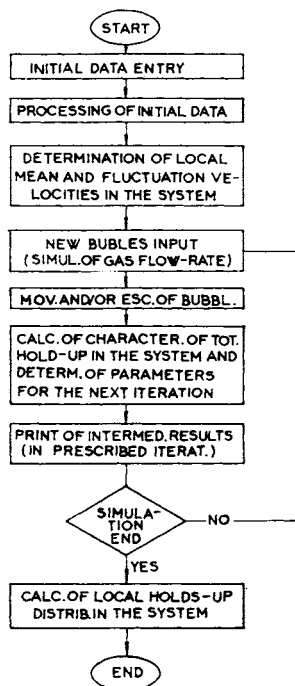 START
INITIAL DATA ENTRY
PROCESSING OF INITIAL DATA
DETERMINATION OF LOCAL
MEAN AND FLUCTUATION VE-
LOCITIES IN THE SYSTEM
NEW BUBLES INPUT
(SIMUL.OF GAS FLOW-RATE)
MOV.AND/OR ESC.OF BUBBL.
CALC.OF CHARACTER.OF TOT.
HOLD-UP IN THE SYSTEM AND
DETERM.OF PARAMETERS
FOR THE NEXT ITERATION
PRINT OF INTERMED.RESULTS
(IN PRESCRIBED ITERAT.)
SIMULA-
TION
END
NO
YES
CALC.OF LOCAL HOLDS-UP
DISTRIB.IN THE SYSTEM
END